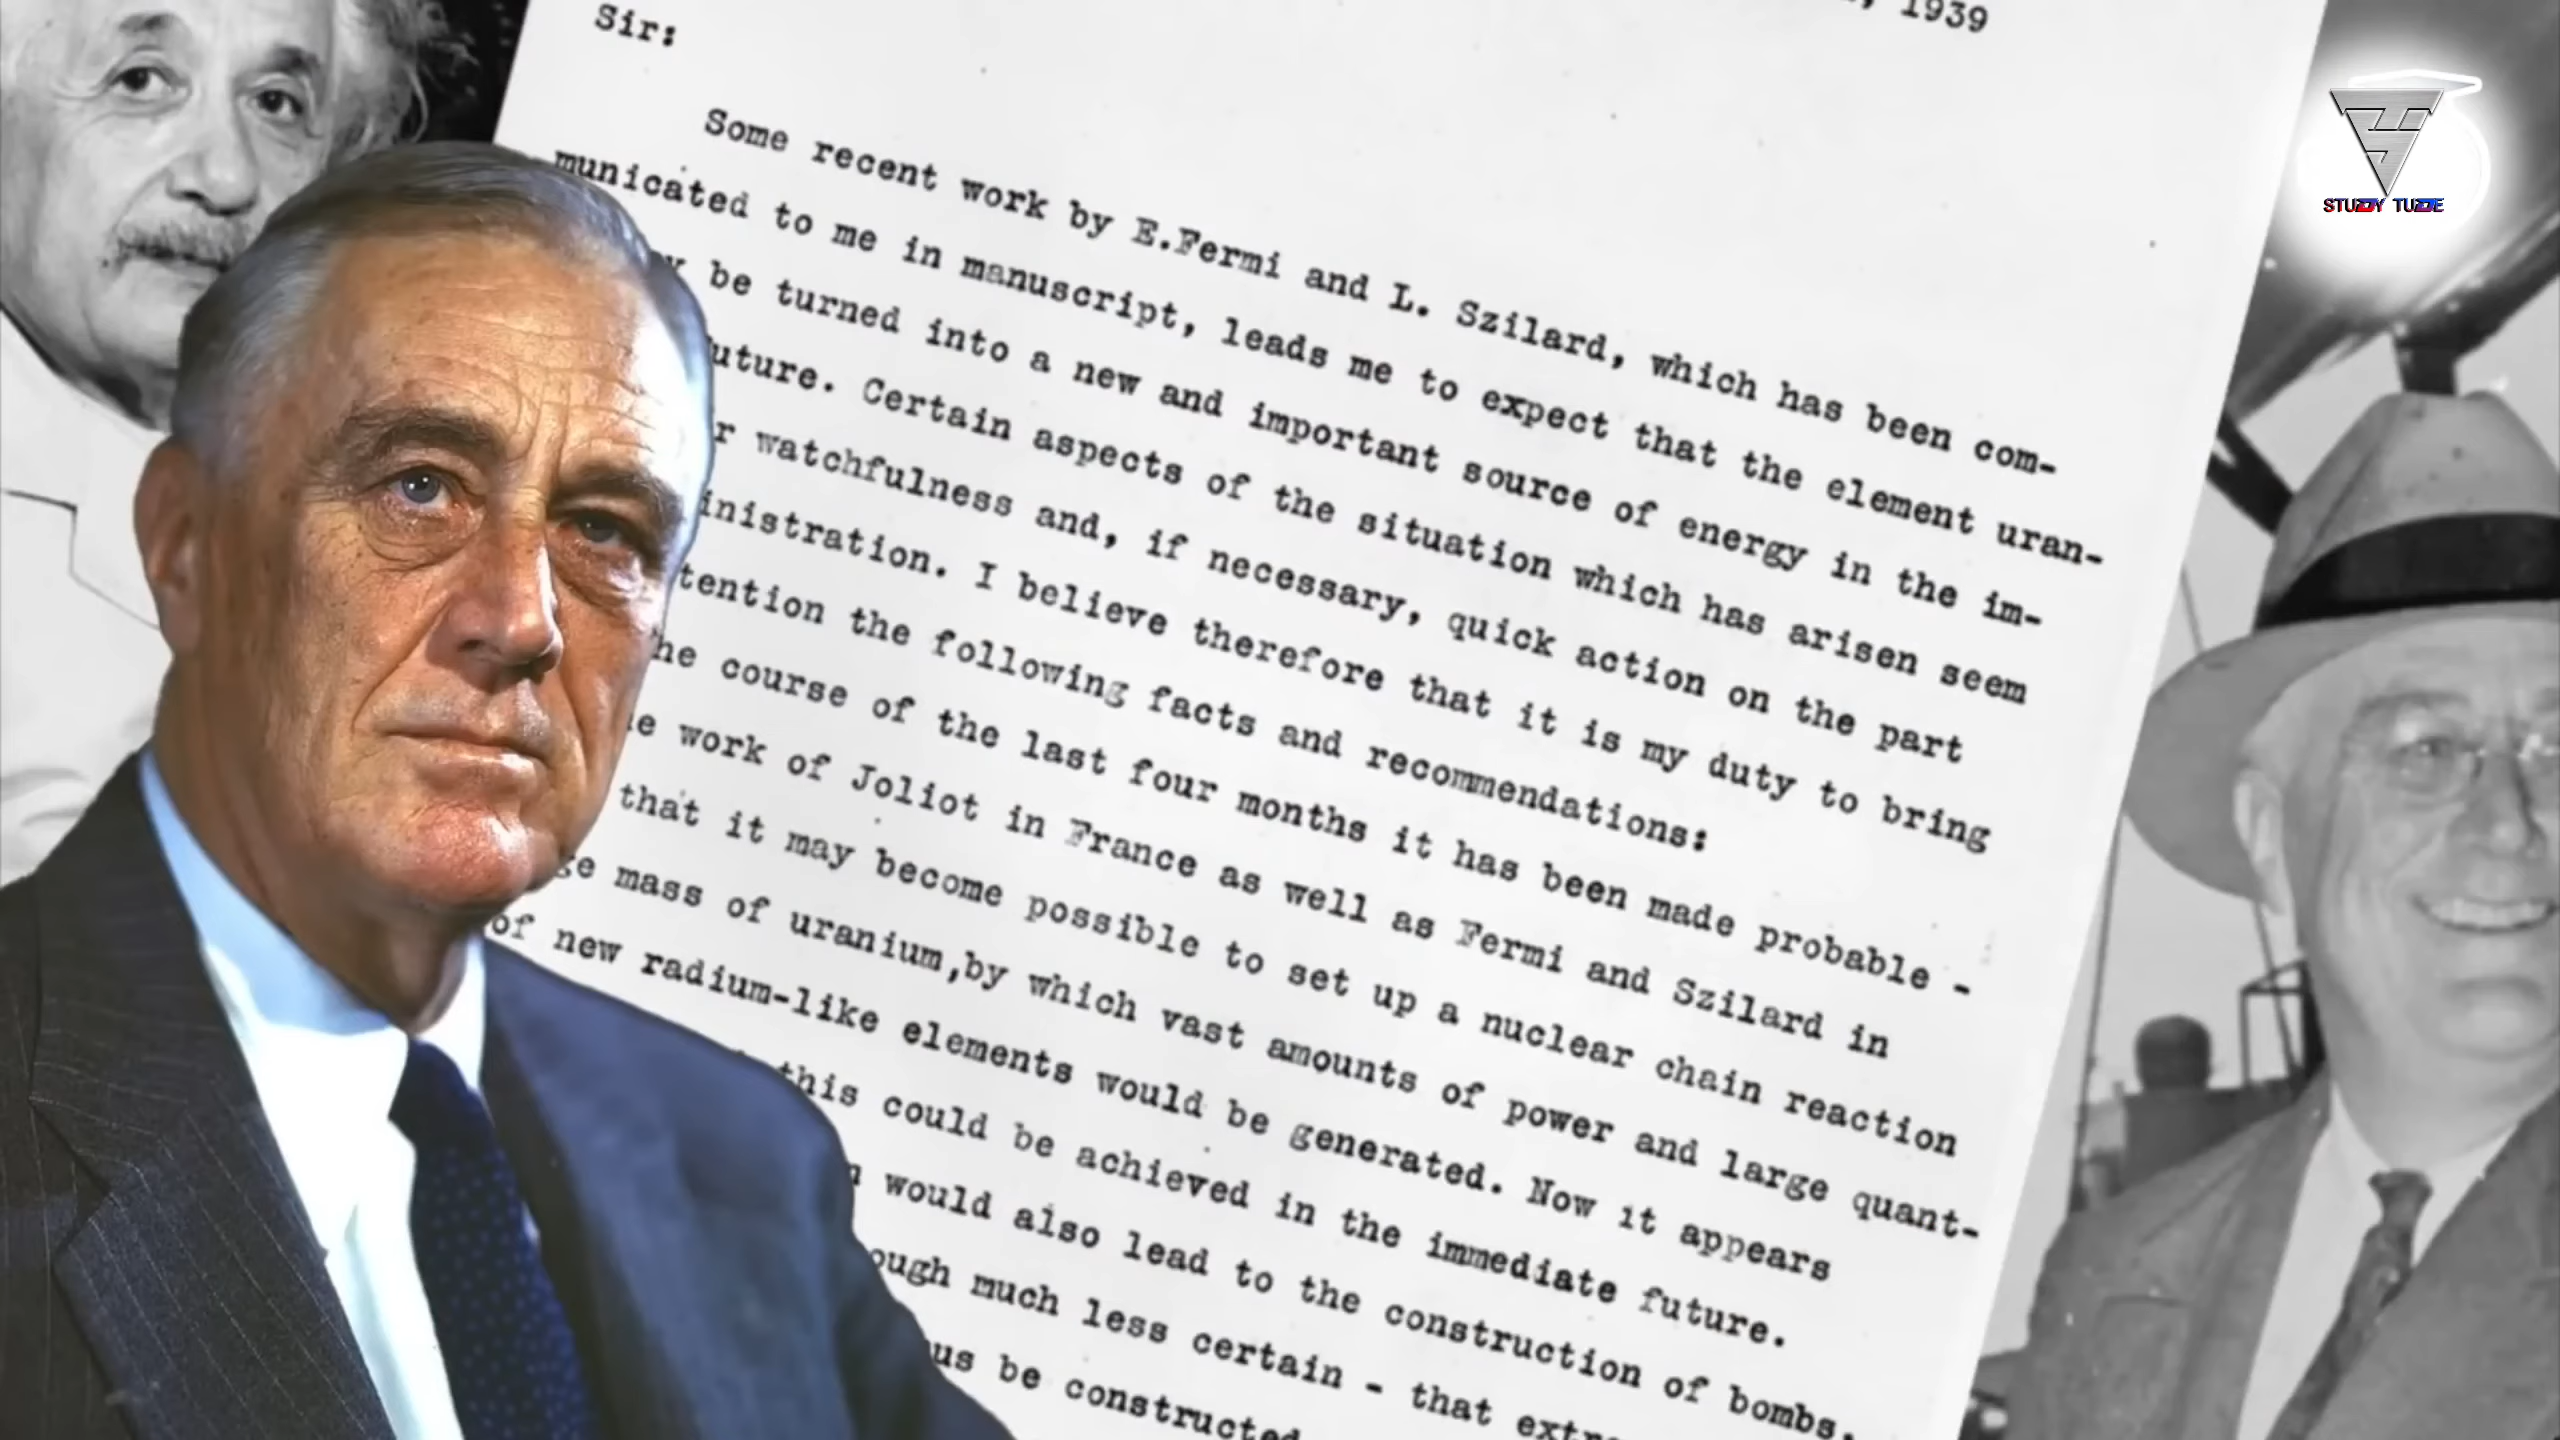 , 1939
Sir:
Some recent work by E.Fermi and L. Szilard, which has been com-
municated to me in manuscript, leads me to expect that the element uran-
be turned into a new and important source of energy in the im-
uture. Certain aspects of the situation which has arisen seem
r watchfulness and, if necessary, quick action on the part
inistration. I believe therefore that it is my duty to bring
tention the following facts and recommendations:
he course of the last four months it has been made probable -
e work of Joliot in France as well as Fermi and Szilard in
that it may become possible to set up a nuclear chain reaction
ge mass of uranium,by which vast amounts of power and large quant-
of new radium-like elements would be generated. Now it appears
this could be achieved in the immediate future.
n would also lead to the construction of bombs,
ough much less certain - that extre
us be constructed.
STUZZY TUZZE